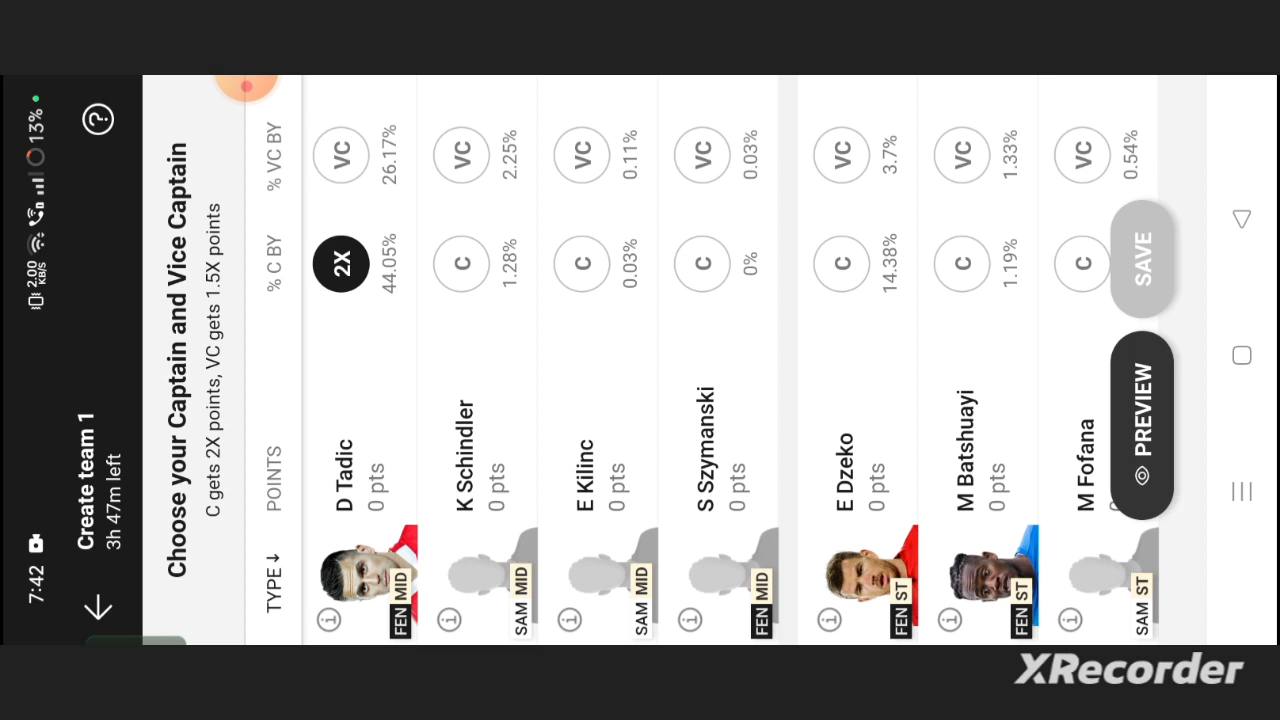 7:42
2.00
KB/S
13%
Create team 1
3h 47m left
?
Choose your Captain and Vice Captain
C gets 2X points, VC gets 1.5X points
TYPE ↓ POINTS % C BY % VC BY
i FEN MID D Tadic 0 pts 2X 44.05% VC 26.17%
i SAM MID K Schindler 0 pts C 1.28% VC 2.25%
i SAM MID E Kilinc 0 pts C 0.03% VC 0.11%
i FEN MID S Szymanski 0 pts C 0% VC 0.03%
i FEN ST E Dzeko 0 pts C 14.38% VC 3.7%
i FEN ST M Batshuayi 0 pts C 1.19% VC 1.33%
i SAM ST M Fofana C VC 0.54%
PREVIEW SAVE
XRecorder